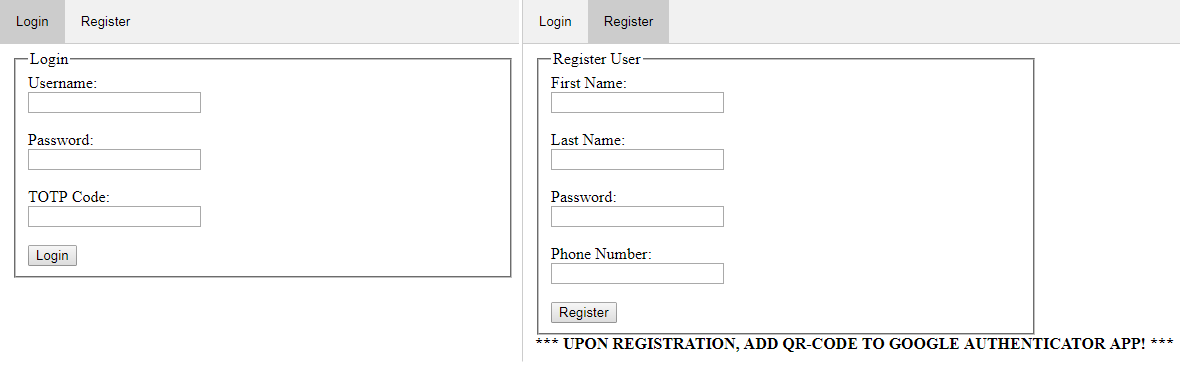 Login Register
Login
Username:
Password:
TOTP Code:
Login
Login Register
Register User
First Name:
Last Name:
Password:
Phone Number:
Register
*** UPON REGISTRATION, ADD QR-CODE TO GOOGLE AUTHENTICATOR APP! ***